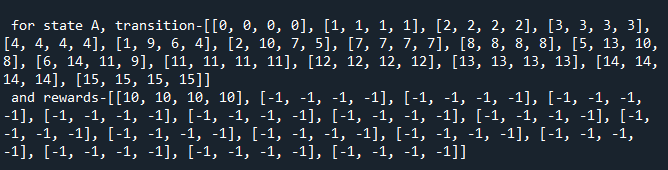 for state A, transition-[[0, 0, 0, 0], [1, 1, 1, 1], [2, 2, 2, 2], [3, 3, 3, 3],
[4, 4, 4, 4], [1, 9, 6, 4], [2, 10, 7, 5], [7, 7, 7, 7], [8, 8, 8, 8], [5, 13, 10,
8], [6, 14, 11, 9], [11, 11, 11, 11], [12, 12, 12, 12], [13, 13, 13, 13], [14, 14,
14, 14], [15, 15, 15, 15]]
and rewards-[[10, 10, 10, 10], [-1, -1, -1, -1], [-1, -1, -1, -1], [-1, -1, -1,
-1], [-1, -1, -1, -1], [-1, -1, -1, -1], [-1, -1, -1, -1], [-1, -1, -1, -1], [-1,
-1, -1, -1], [-1, -1, -1, -1], [-1, -1, -1, -1], [-1, -1, -1, -1], [-1, -1, -1,
-1], [-1, -1, -1, -1], [-1, -1, -1, -1], [-1, -1, -1, -1]]